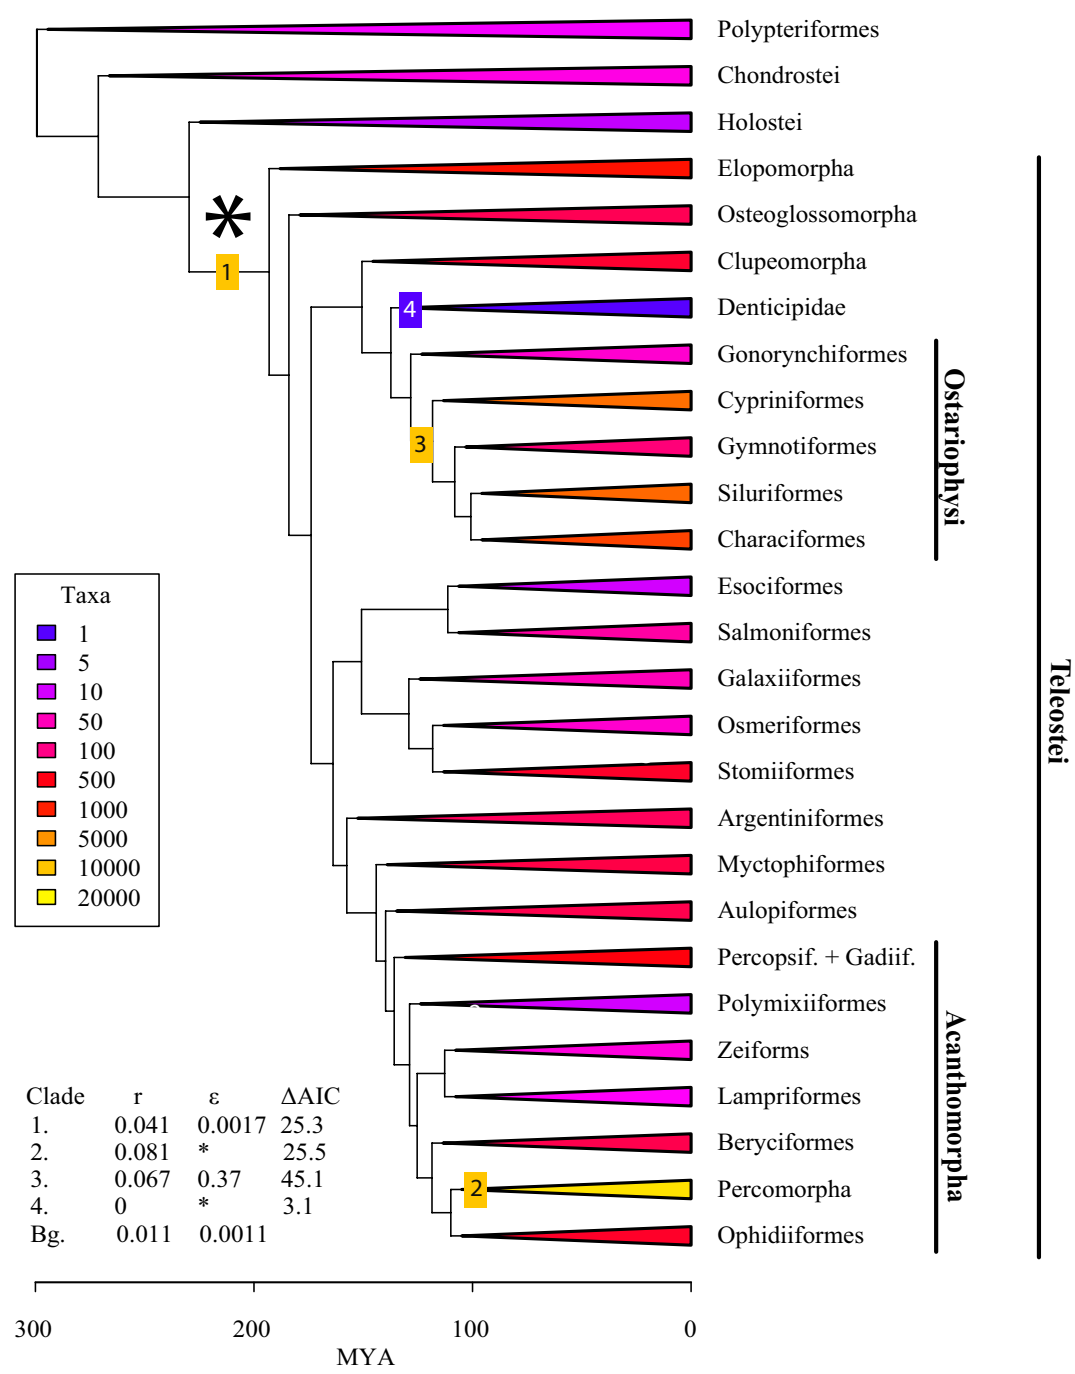 Polypteriformes
Chondrostei
Holostei
Elopomorpha
*
Osteoglossomorpha
1
Clupeomorpha
4
Denticipidae
Gonorynchiformes
Cypriniformes
3
Gymnotiformes
Siluriformes
Characiformes
Ostariophysi
Esociformes
Salmoniformes
Galaxiiformes
Osmeriformes
Stomiiformes
Argentiniformes
Myctophiformes
Aulopiformes
Percopsif. + Gadiif.
Polymixiiformes
Zeiforms
Lampriformes
Beryciformes
2
Percomorpha
Ophidiiformes
Acanthomorpha
Teleostei
Taxa
1
5
10
50
100
500
1000
5000
10000
20000
Clade r ε ΔAIC
1. 0.041 0.0017 25.3
2. 0.081 * 25.5
3. 0.067 0.37 45.1
4. 0 * 3.1
Bg. 0.011 0.0011
300 200 100 0
MYA